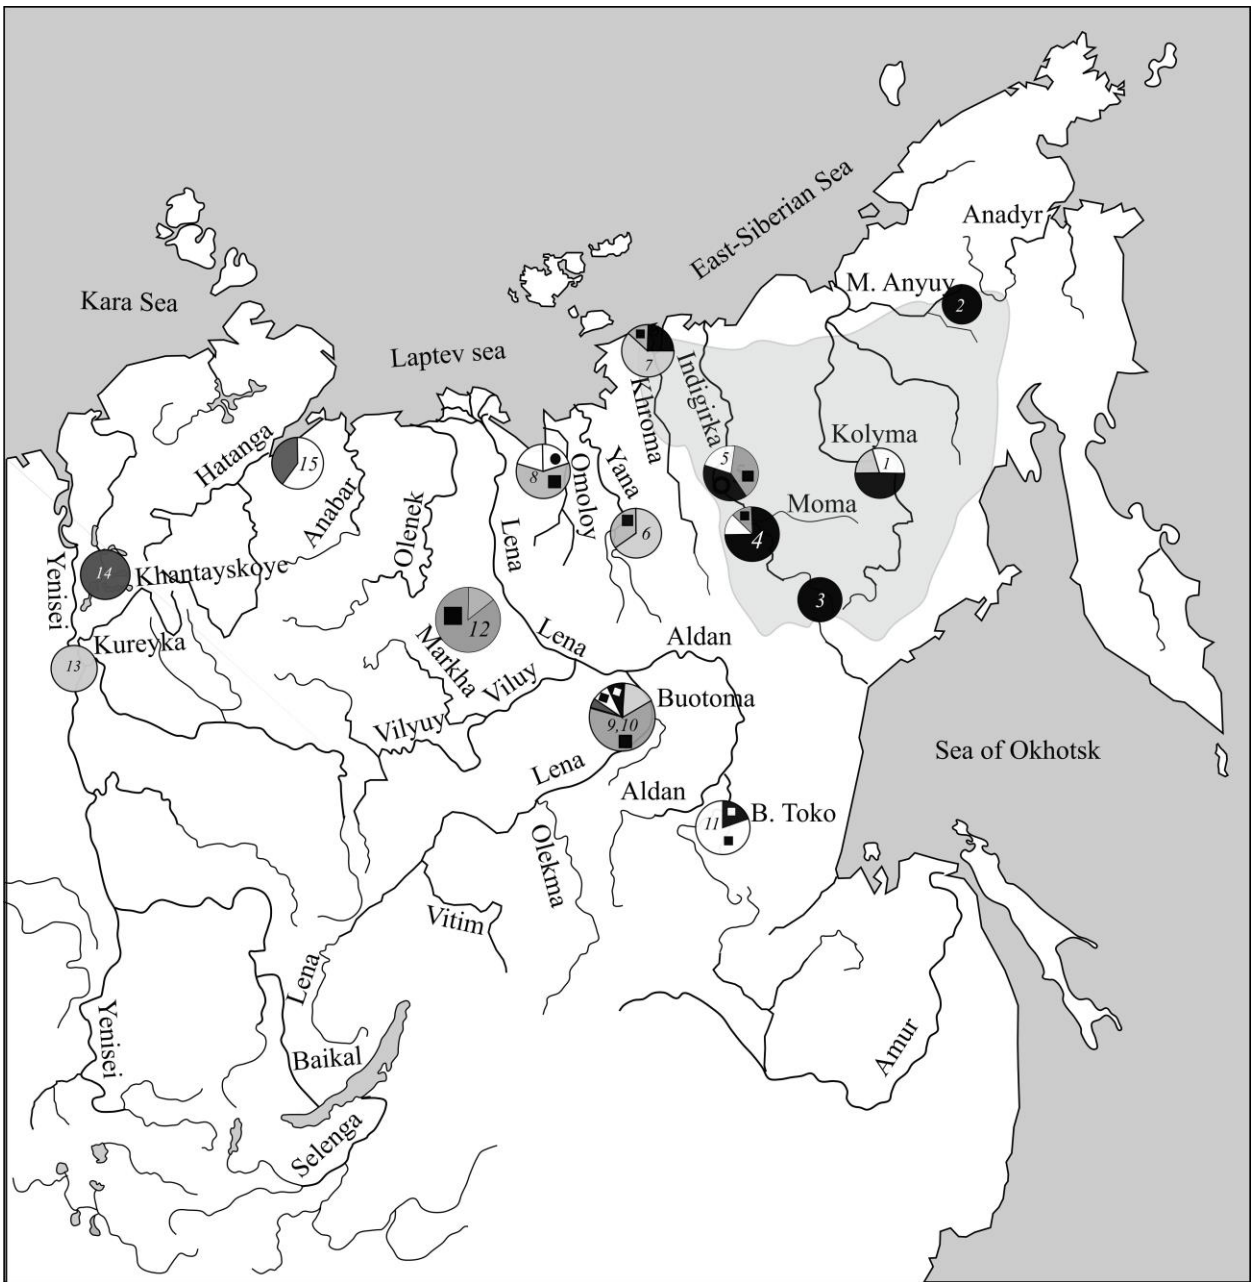 East-Siberian Sea
Anadyr
Kara Sea
M. Anyuy
2
Laptev sea
7
Indigirka
Khroma
Kolyma
Hatanga
15
5
1
Anabar
8
Omoloy
Yana
Olenek
Lena
Moma
6
4
Yenisei
14
Khantayskoye
3
12
Kureyka
13
Markha
Lena
Aldan
Viluy
Buotoma
9,10
Vilyuy
Lena
Sea of Okhotsk
Aldan
11
B. Toko
Olekma
Vitim
Lena
Yenisei
Baikal
Amur
Selenga